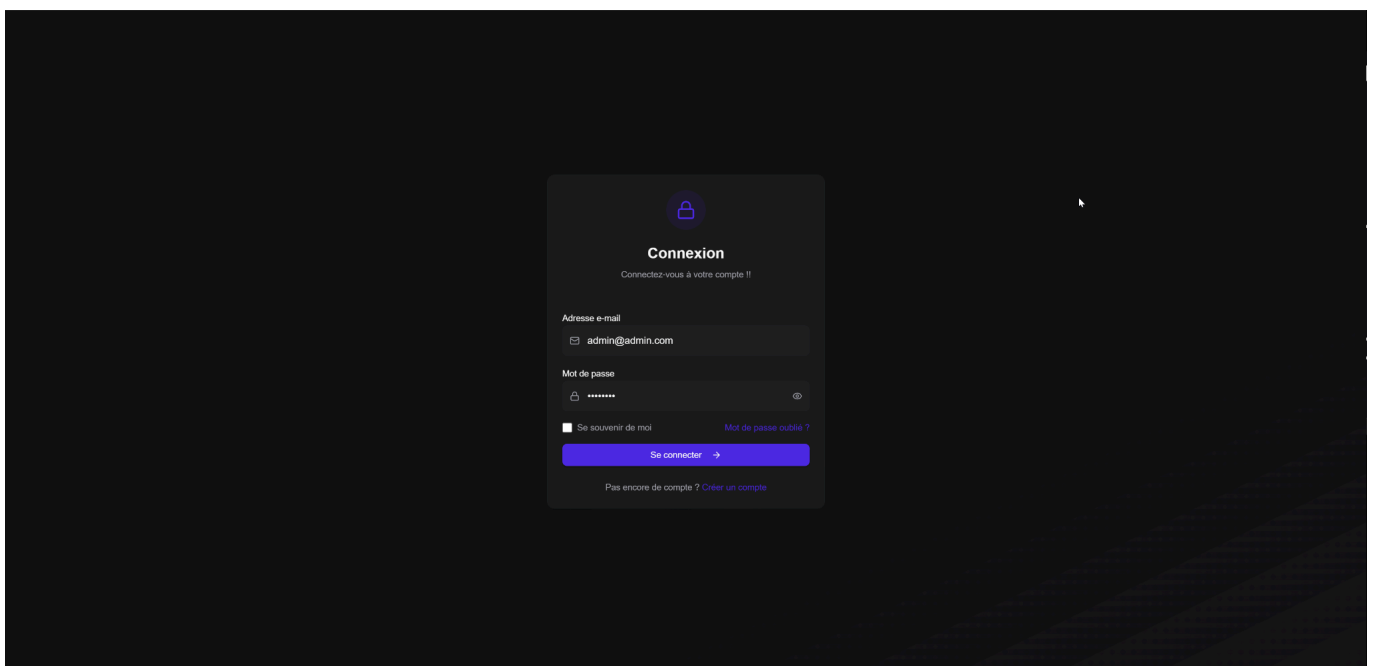 Connexion
Connectez-vous à votre compte !!
Adresse e-mail
admin@admin.com
Mot de passe
••••••••
Se souvenir de moi
Mot de passe oublié ?
Se connecter →
Pas encore de compte ? Créer un compte